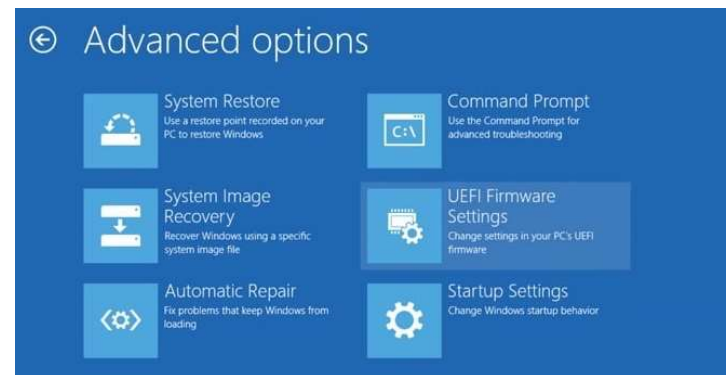 Advanced options
System Restore
Use a restore point recorded on your
PC to restore Windows
Command Prompt
Use the Command Prompt for
advanced troubleshooting
C:\
System Image
Recovery
Recover Windows using a specific
system image file
UEFI Firmware
Settings
Change settings in your PC's UEFI
firmware
Automatic Repair
Fix problems that keep Windows from
loading
Startup Settings
Change Windows startup behavior